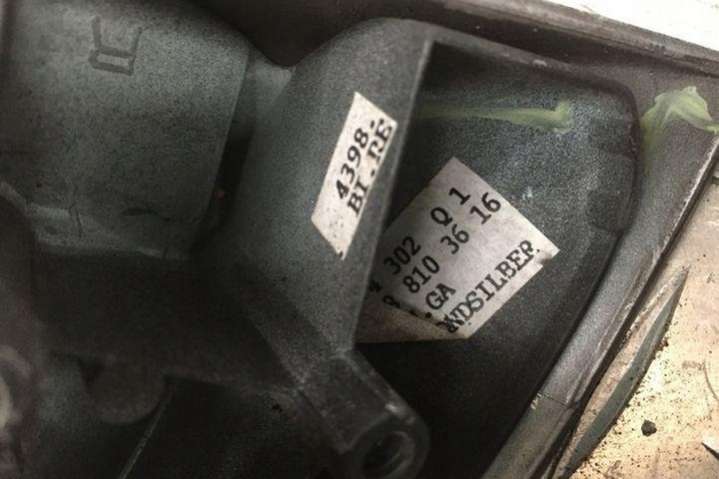 4398.
BI.RE
302 Q 1
810 36 16
.GA
NDSILBER